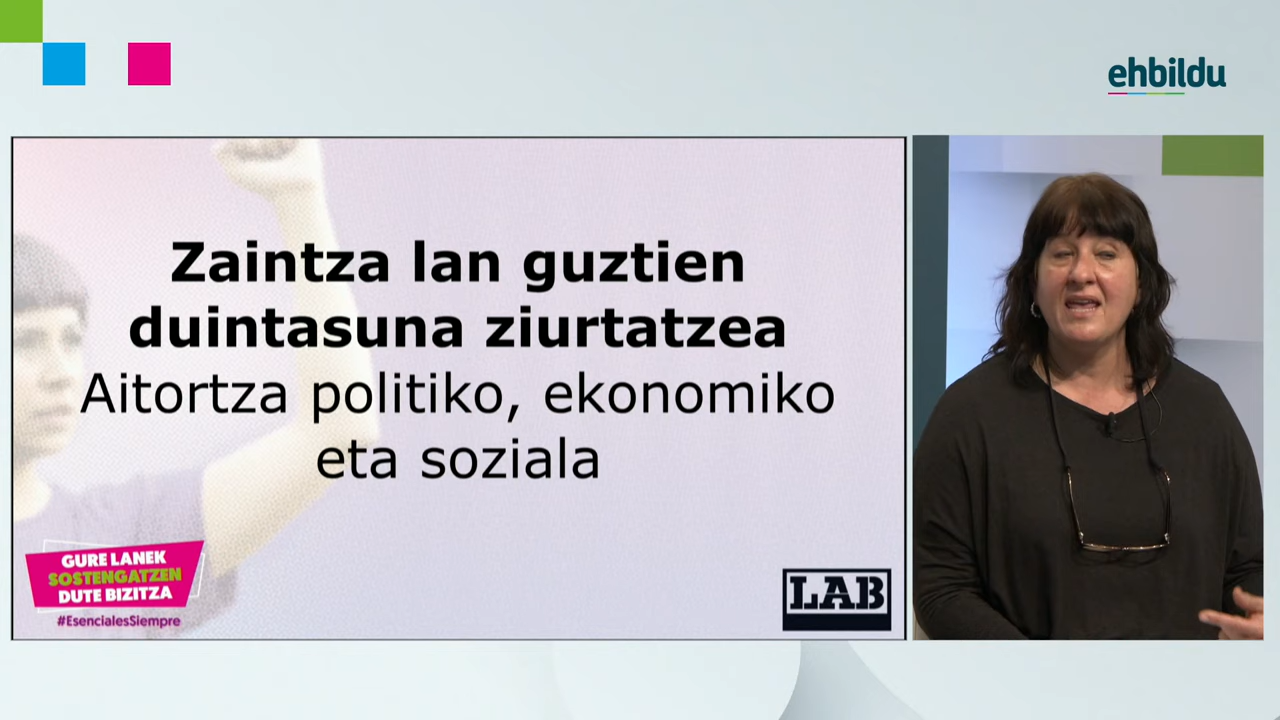 ehbildu
Zaintza lan guztien
duintasuna ziurtatzea
Aitortza politiko, ekonomiko
eta soziala
GURE LANEK
SOSTENGATZEN
DUTE BIZITZA
#EsencialesSiempre
LAB